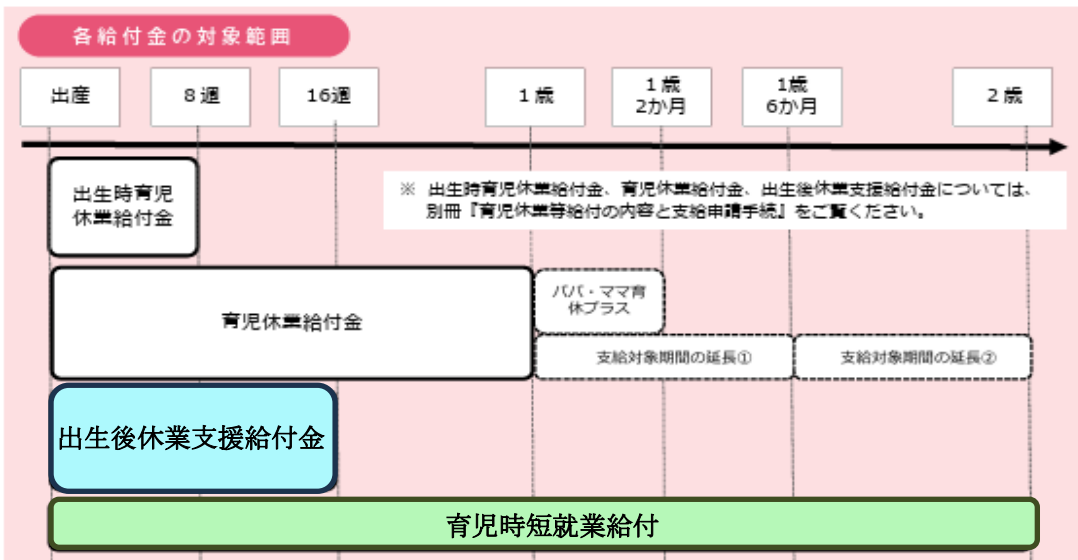 各給付金の対象範囲
出産
8週
16週
1歳
1歳
2か月
1歳
6か月
2歳
出生時育児
休業給付金
※ 出生時育児休業給付金、育児休業給付金、出生後休業支援給付金については、
別冊『育児休業等給付の内容と支給申請手続』をご覧ください。
育児休業給付金
パパ・ママ育
休プラス
支給対象期間の延長①
支給対象期間の延長②
出生後休業支援給付金
育児時短就業給付